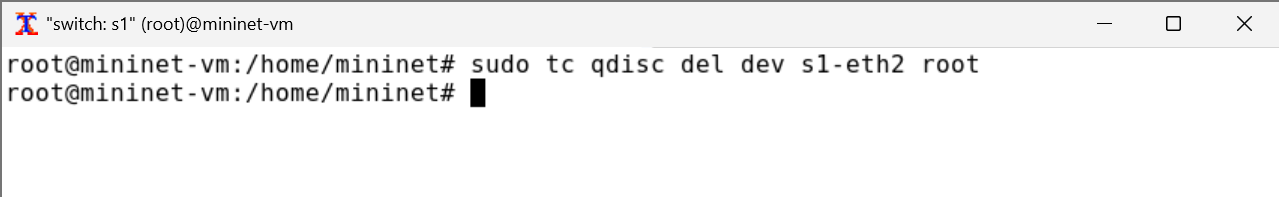 "switch: s1" (root)@mininet-vm
root@mininet-vm:/home/mininet# sudo tc qdisc del dev s1-eth2 root
root@mininet-vm:/home/mininet#